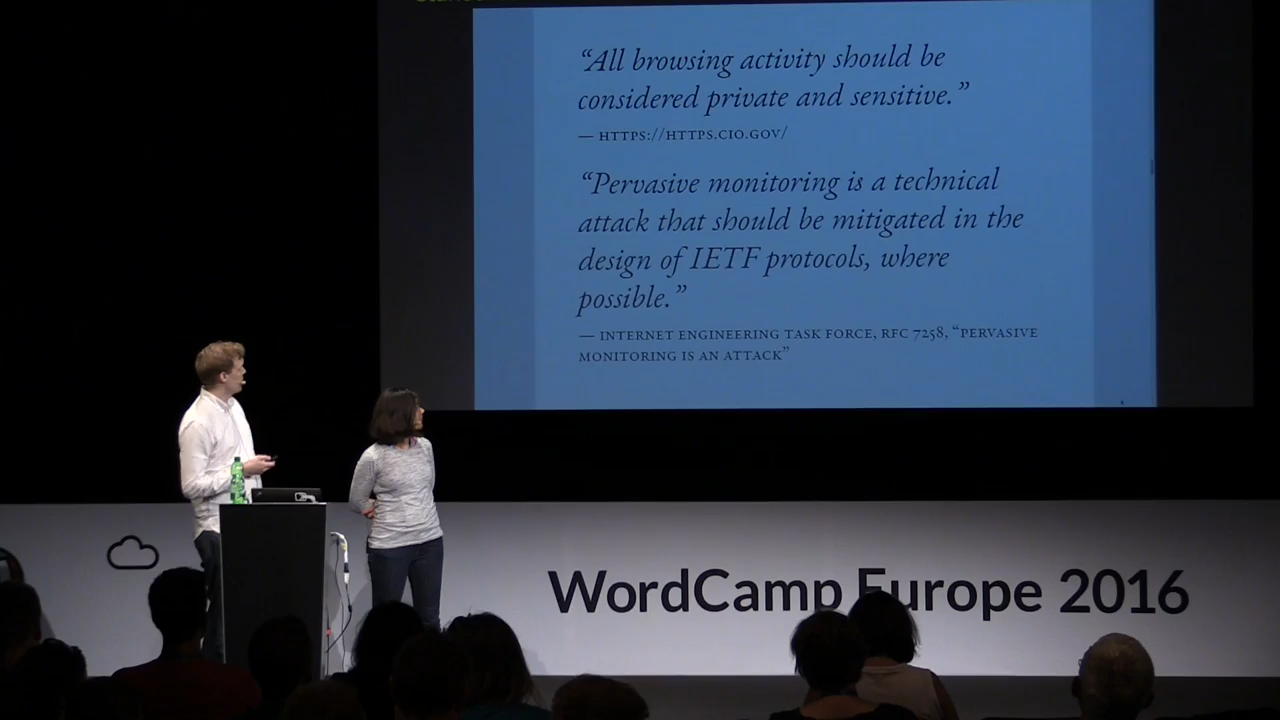 “All browsing activity should be
considered private and sensitive.”
— HTTPS://HTTPS.CIO.GOV/
“Pervasive monitoring is a technical
attack that should be mitigated in the
design of IETF protocols, where
possible.”
— INTERNET ENGINEERING TASK FORCE, RFC 7258, “PERVASIVE
MONITORING IS AN ATTACK”
WordCamp Europe 2016